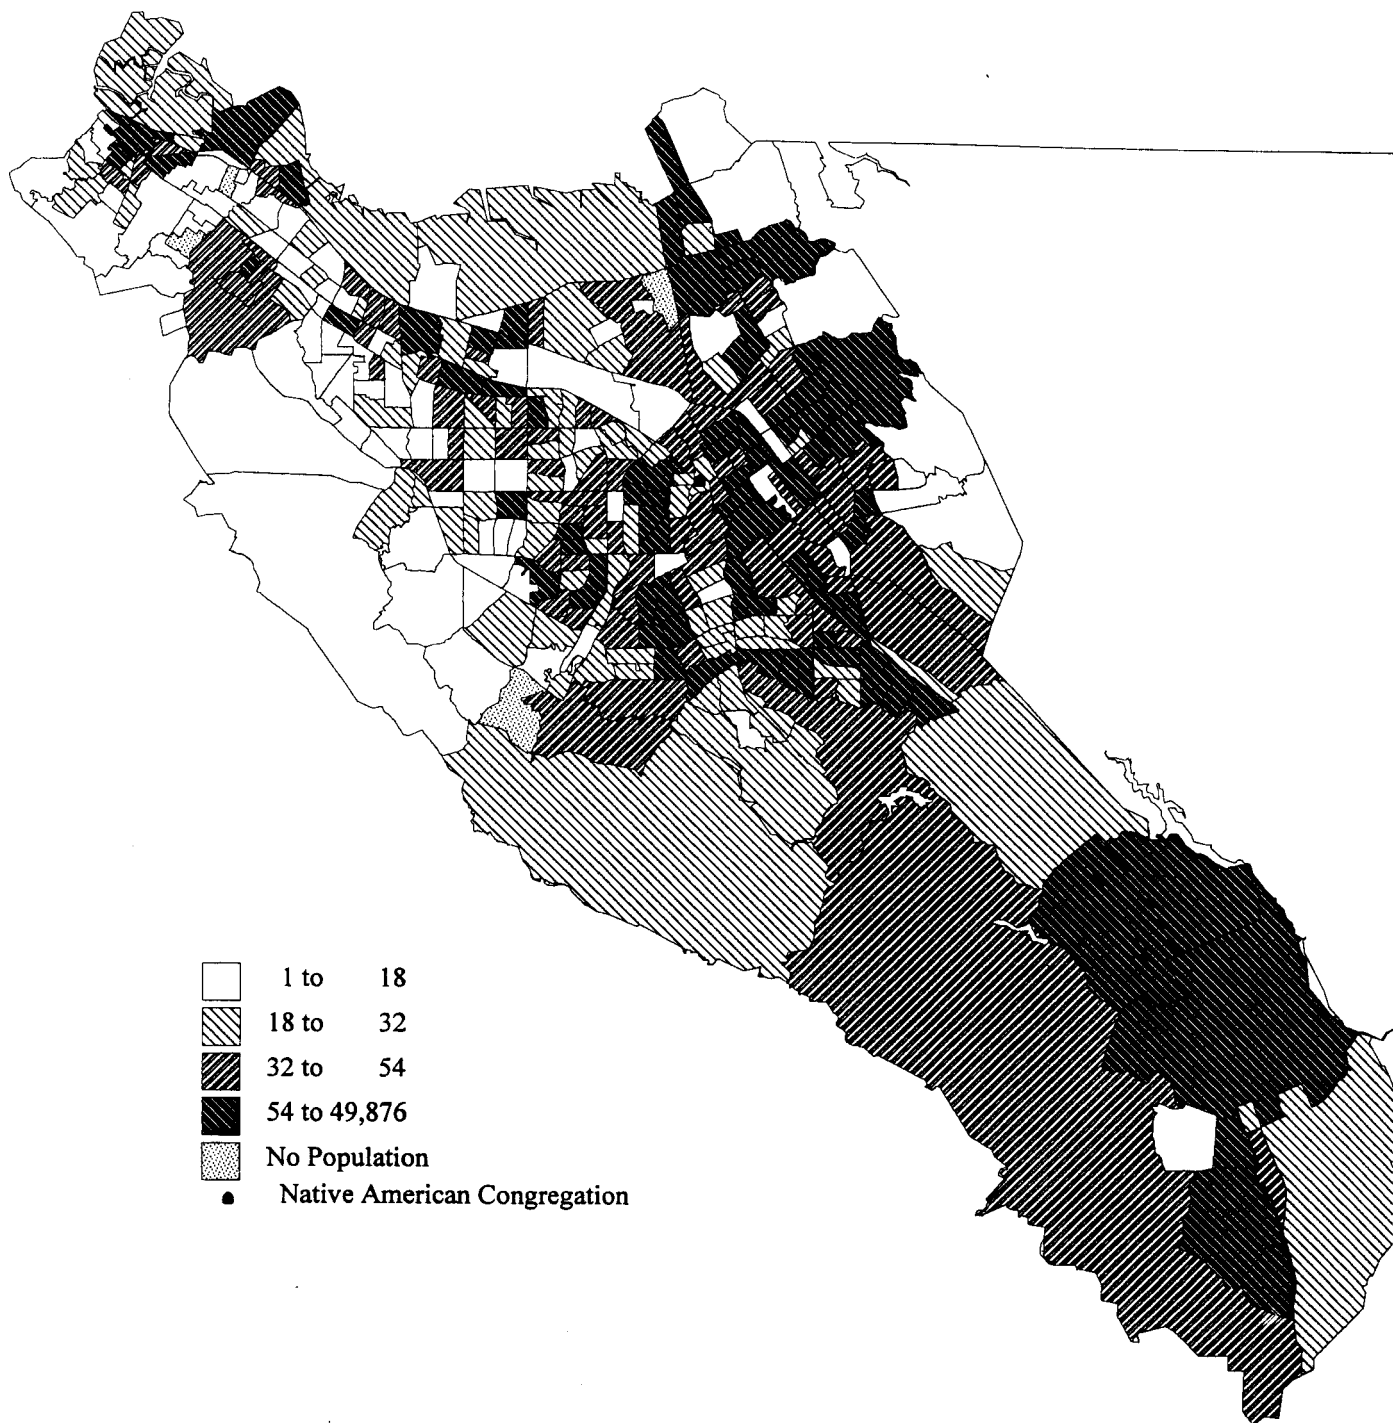 1 to 18
18 to 32
32 to 54
54 to 49,876
No Population
Native American Congregation